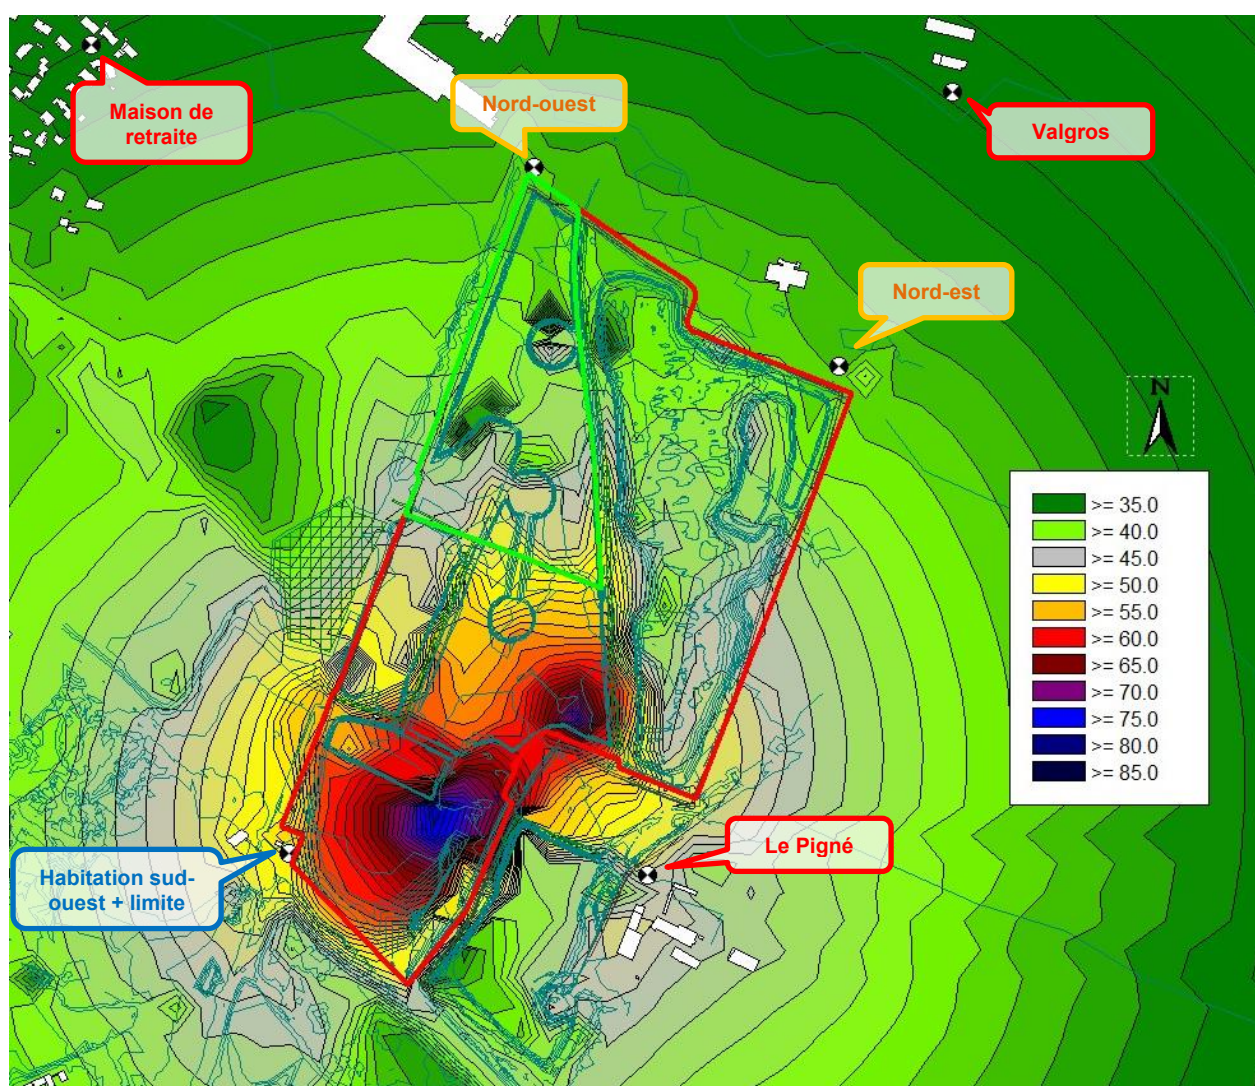 Maison de
retraite
Nord-ouest
Valgros
Nord-est
N
>= 35.0
>= 40.0
>= 45.0
>= 50.0
>= 55.0
>= 60.0
>= 65.0
>= 70.0
>= 75.0
>= 80.0
>= 85.0
Le Pigné
Habitation sud-
ouest + limite